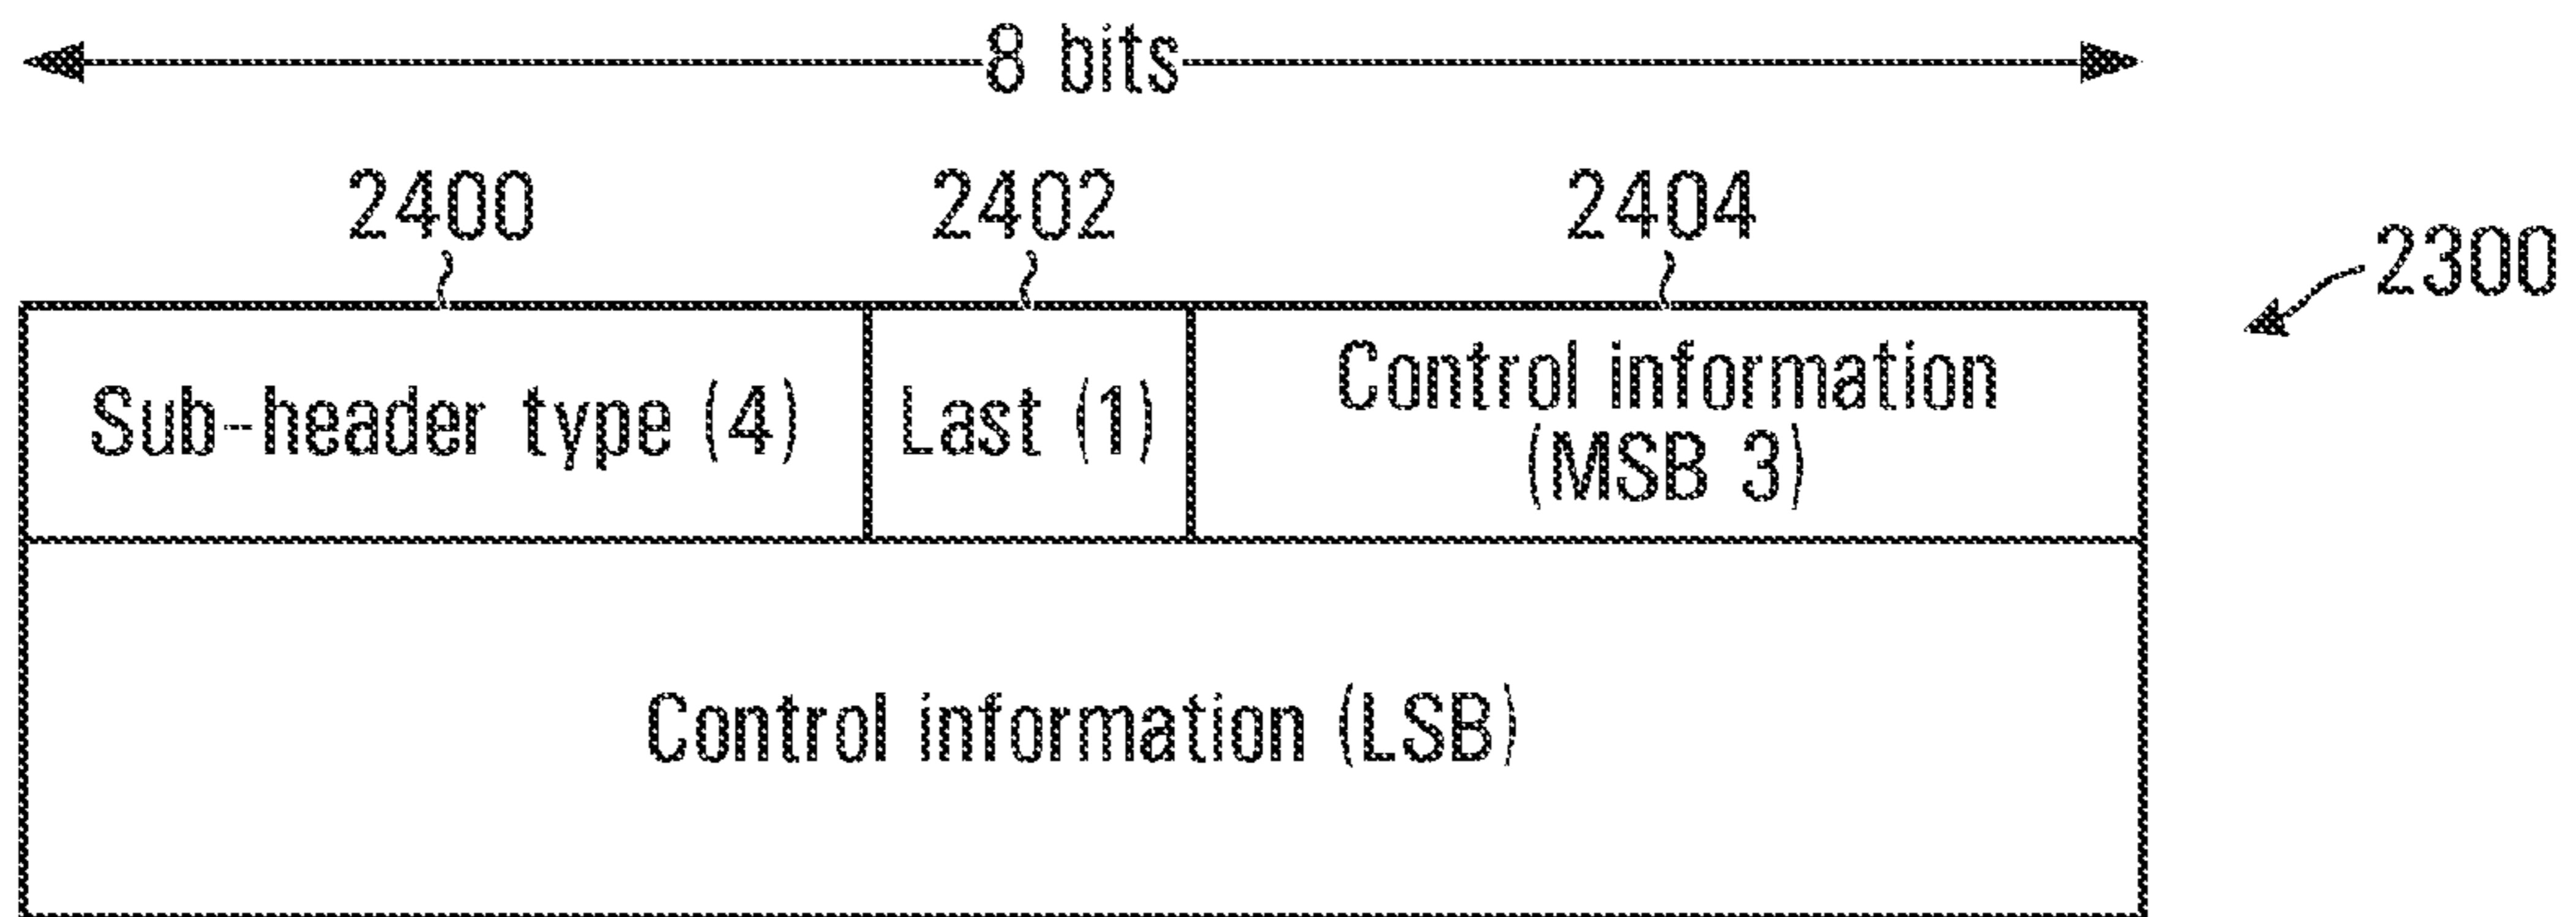 8 bits
2400 2402 2404
2300
Sub-header type (4) Last (1) Control information
(MSB 3)
Control information (LSB)